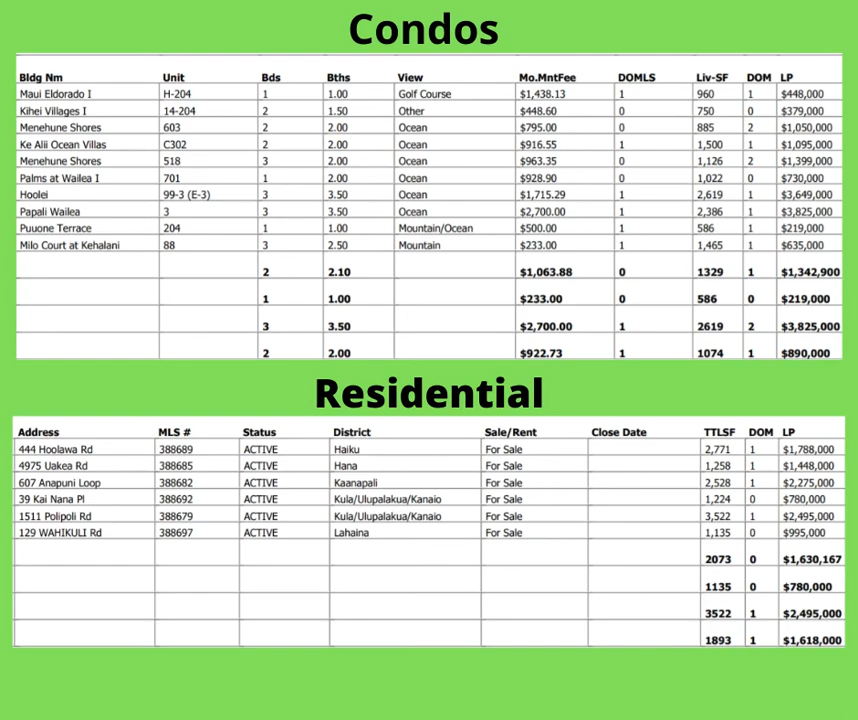 Condos
Bldg Nm Unit Bds Bths View Mo.MntFee DOMLS Liv-SF DOM LP
Maui Eldorado I H-204 1 1.00 Golf Course $1,438.13 1 960 1 $448,000
Kihei Villages I 14-204 2 1.50 Other $448.60 0 750 0 $379,000
Menehune Shores 603 2 2.00 Ocean $795.00 0 885 2 $1,050,000
Ke Alii Ocean Villas C302 2 2.00 Ocean $916.55 1 1,500 1 $1,095,000
Menehune Shores 518 3 2.00 Ocean $963.35 0 1,126 2 $1,399,000
Palms at Wailea I 701 1 2.00 Ocean $928.90 0 1,022 0 $730,000
Hoolei 99-3 (E-3) 3 3.50 Ocean $1,715.29 1 2,619 1 $3,649,000
Papali Wailea 3 3 3.50 Ocean $2,700.00 1 2,386 1 $3,825,000
Puuone Terrace 204 1 1.00 Mountain/Ocean $500.00 1 586 1 $219,000
Milo Court at Kehalani 88 3 2.50 Mountain $233.00 1 1,465 1 $635,000
2 2.10 $1,063.88 0 1329 1 $1,342,900
1 1.00 $233.00 0 586 0 $219,000
3 3.50 $2,700.00 1 2619 2 $3,825,000
2 2.00 $922.73 1 1074 1 $890,000
Residential
Address MLS # Status District Sale/Rent Close Date TTLSF DOM LP
444 Hoolawa Rd 388689 ACTIVE Haiku For Sale 2,771 1 $1,788,000
4975 Uakea Rd 388685 ACTIVE Hana For Sale 1,258 1 $1,448,000
607 Anapuni Loop 388682 ACTIVE Kaanapali For Sale 2,528 1 $2,275,000
39 Kai Nana Pl 388692 ACTIVE Kula/Ulupalakua/Kanaio For Sale 1,224 0 $780,000
1511 Polipoli Rd 388679 ACTIVE Kula/Ulupalakua/Kanaio For Sale 3,522 1 $2,495,000
129 WAHIKULI Rd 388697 ACTIVE Lahaina For Sale 1,135 0 $995,000
2073 0 $1,630,167
1135 0 $780,000
3522 1 $2,495,000
1893 1 $1,618,000